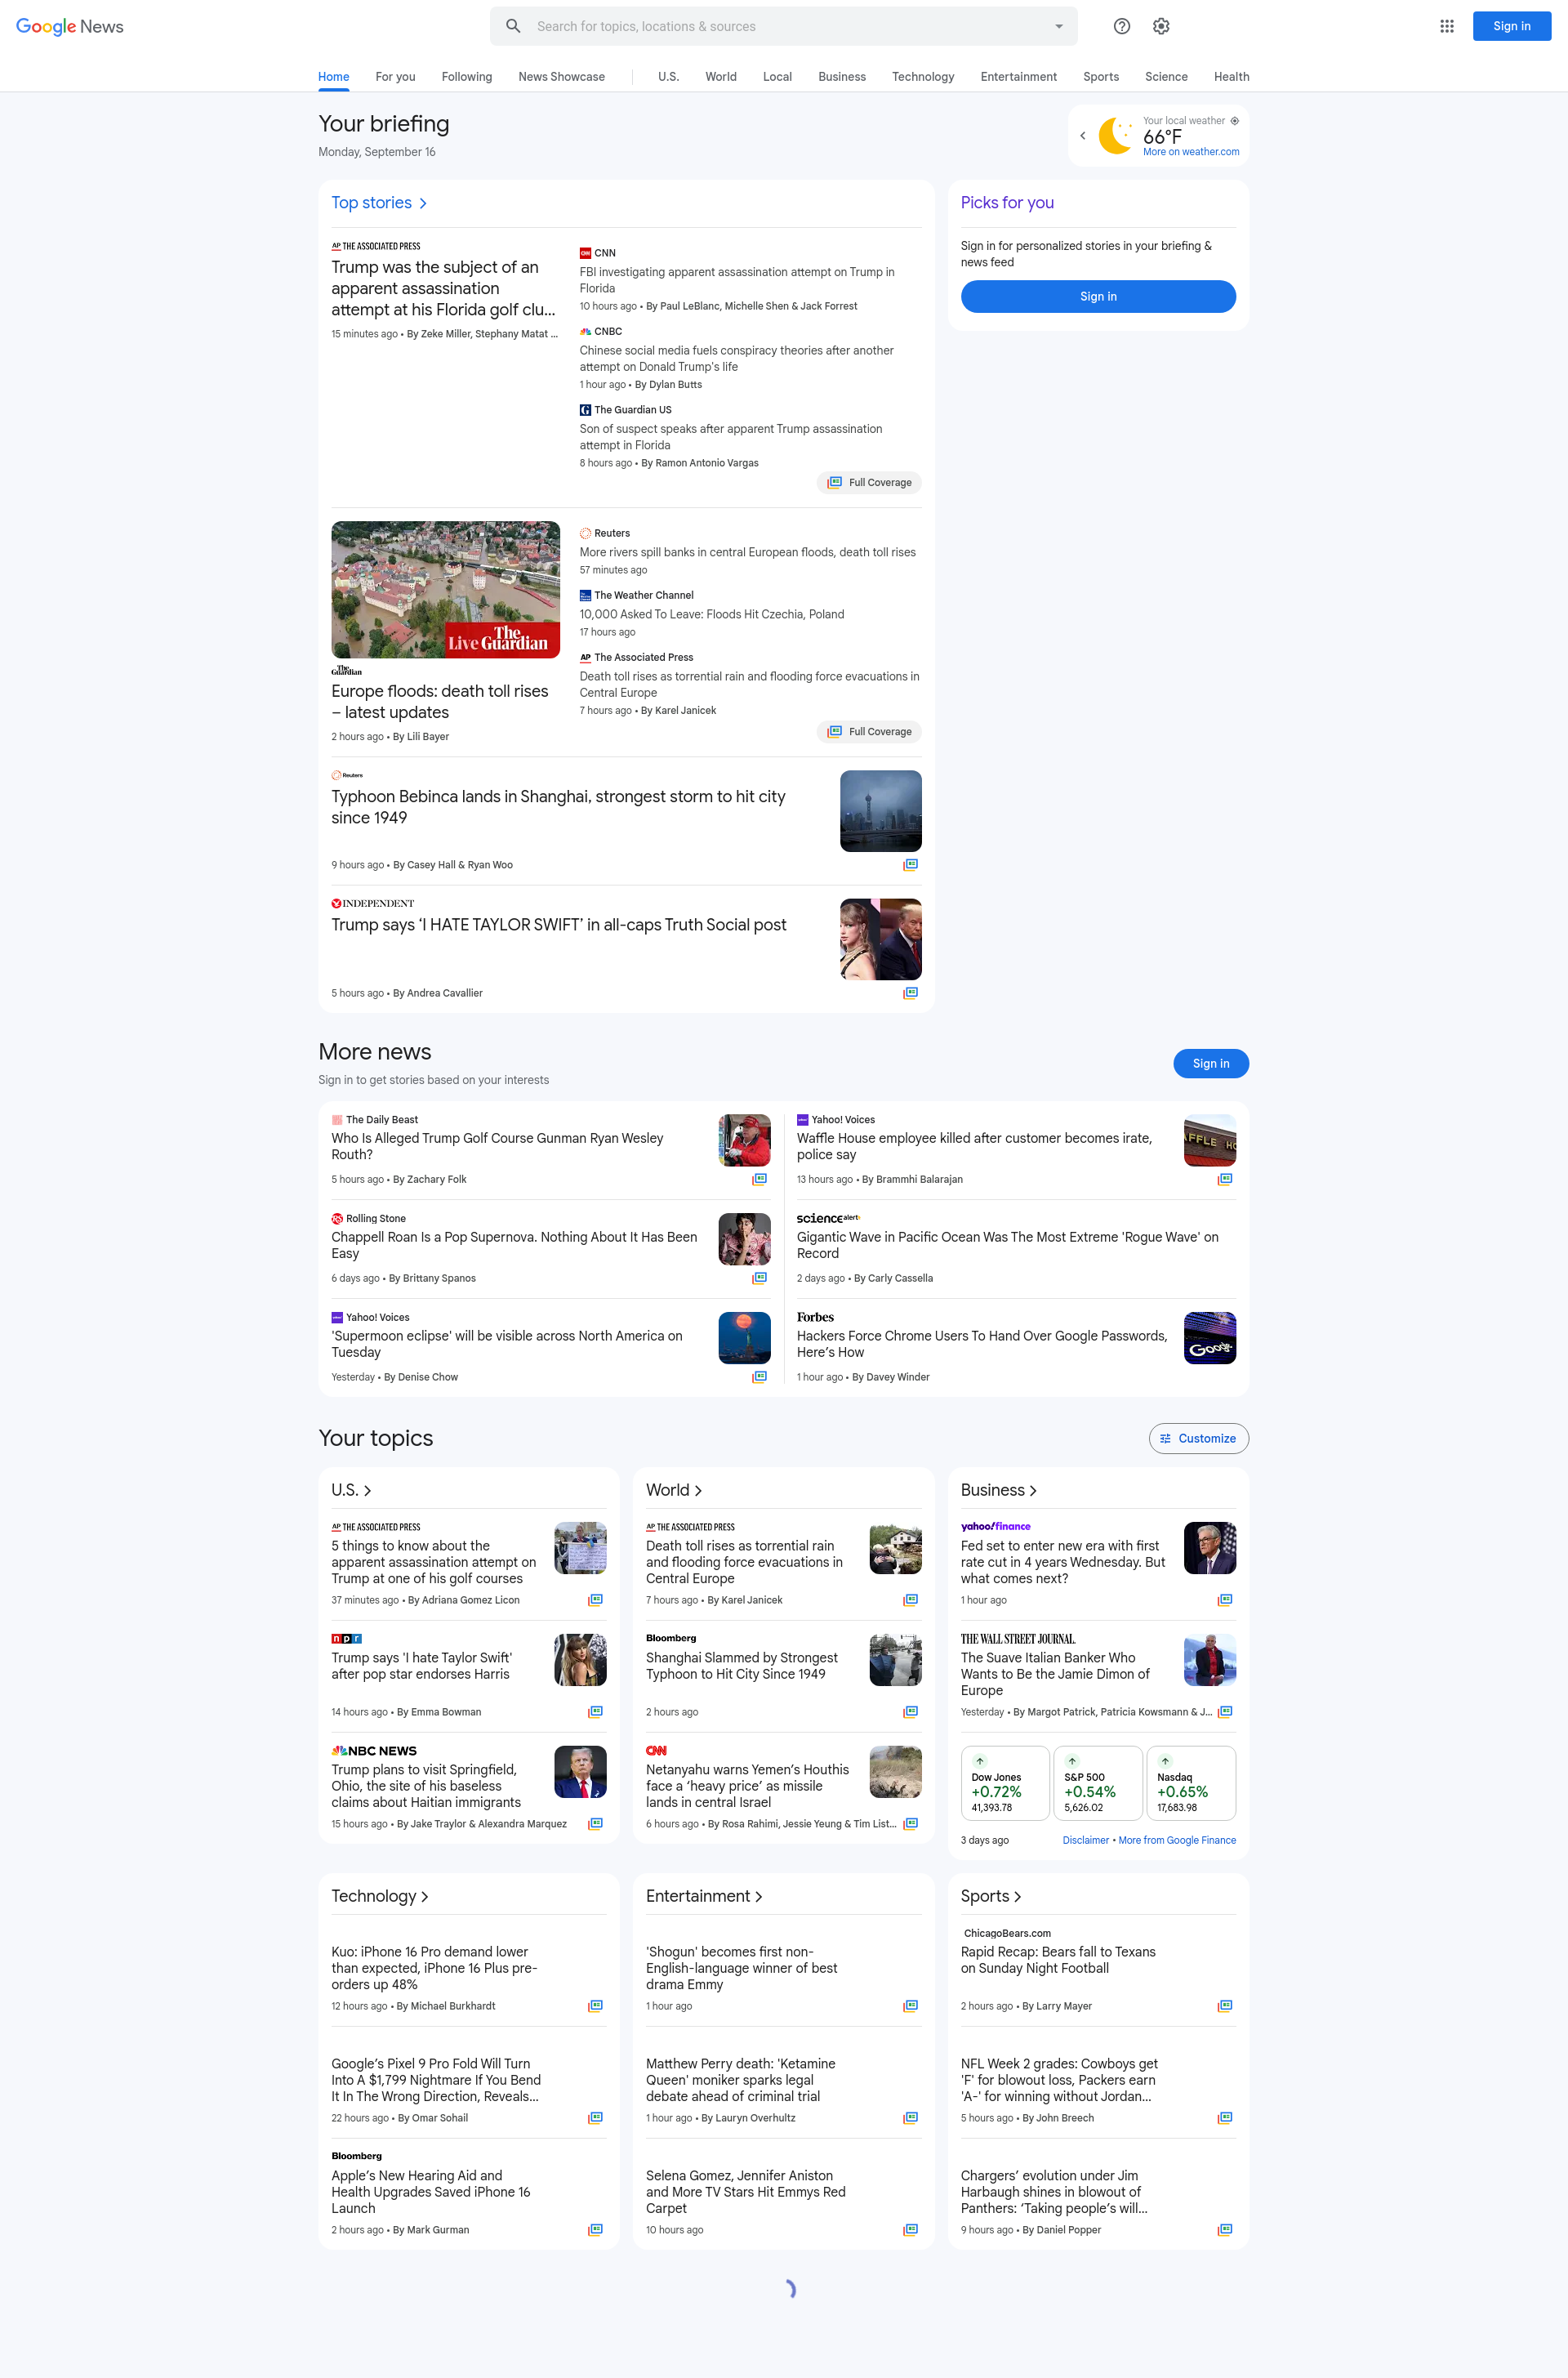 Google News
Search for topics, locations & sources
Sign in
Home
For you
Following
News Showcase
U.S.
World
Local
Business
Technology
Entertainment
Sports
Science
Health
Your briefing
Monday, September 16
Your local weather
66°F
More on weather.com
Top stories
AP THE ASSOCIATED PRESS
Trump was the subject of an
apparent assassination
attempt at his Florida golf clu...
15 minutes ago • By Zeke Miller, Stephany Matat ...
CNN
FBI investigating apparent assassination attempt on Trump in
Florida
10 hours ago • By Paul LeBlanc, Michelle Shen & Jack Forrest
CNBC
Chinese social media fuels conspiracy theories after another
attempt on Donald Trump's life
1 hour ago • By Dylan Butts
The Guardian US
Son of suspect speaks after apparent Trump assassination
attempt in Florida
8 hours ago • By Ramon Antonio Vargas
Full Coverage
Picks for you
Sign in for personalized stories in your briefing &
news feed
Sign in
Live The Guardian
The Guardian
Europe floods: death toll rises
– latest updates
2 hours ago • By Lili Bayer
Reuters
More rivers spill banks in central European floods, death toll rises
57 minutes ago
The Weather Channel
10,000 Asked To Leave: Floods Hit Czechia, Poland
17 hours ago
AP The Associated Press
Death toll rises as torrential rain and flooding force evacuations in
Central Europe
7 hours ago • By Karel Janicek
Full Coverage
Reuters
Typhoon Bebinca lands in Shanghai, strongest storm to hit city
since 1949
9 hours ago • By Casey Hall & Ryan Woo
INDEPENDENT
Trump says ‘I HATE TAYLOR SWIFT’ in all-caps Truth Social post
5 hours ago • By Andrea Cavallier
More news
Sign in to get stories based on your interests
Sign in
The Daily Beast
Who Is Alleged Trump Golf Course Gunman Ryan Wesley
Routh?
5 hours ago • By Zachary Folk
Yahoo! Voices
Waffle House employee killed after customer becomes irate,
police say
13 hours ago • By Brammhi Balarajan
AFFLE HO
Rolling Stone
Chappell Roan Is a Pop Supernova. Nothing About It Has Been
Easy
6 days ago • By Brittany Spanos
sciencealert
Gigantic Wave in Pacific Ocean Was The Most Extreme 'Rogue Wave' on
Record
2 days ago • By Carly Cassella
Yahoo! Voices
'Supermoon eclipse' will be visible across North America on
Tuesday
Yesterday • By Denise Chow
Forbes
Hackers Force Chrome Users To Hand Over Google Passwords,
Here’s How
1 hour ago • By Davey Winder
Google
Your topics
Customize
U.S.
AP THE ASSOCIATED PRESS
5 things to know about the
apparent assassination attempt on
Trump at one of his golf courses
37 minutes ago • By Adriana Gomez Licon
npr
Trump says 'I hate Taylor Swift'
after pop star endorses Harris
14 hours ago • By Emma Bowman
NBC NEWS
Trump plans to visit Springfield,
Ohio, the site of his baseless
claims about Haitian immigrants
15 hours ago • By Jake Traylor & Alexandra Marquez
World
AP THE ASSOCIATED PRESS
Death toll rises as torrential rain
and flooding force evacuations in
Central Europe
7 hours ago • By Karel Janicek
Bloomberg
Shanghai Slammed by Strongest
Typhoon to Hit City Since 1949
2 hours ago
CNN
Netanyahu warns Yemen’s Houthis
face a ‘heavy price’ as missile
lands in central Israel
6 hours ago • By Rosa Rahimi, Jessie Yeung & Tim List...
Business
yahoo!finance
Fed set to enter new era with first
rate cut in 4 years Wednesday. But
what comes next?
1 hour ago
THE WALL STREET JOURNAL.
The Suave Italian Banker Who
Wants to Be the Jamie Dimon of
Europe
Yesterday • By Margot Patrick, Patricia Kowsmann & J...
Dow Jones
+0.72%
41,393.78
S&P 500
+0.54%
5,626.02
Nasdaq
+0.65%
17,683.98
3 days ago
Disclaimer • More from Google Finance
Technology
Kuo: iPhone 16 Pro demand lower
than expected, iPhone 16 Plus pre-
orders up 48%
12 hours ago • By Michael Burkhardt
Google’s Pixel 9 Pro Fold Will Turn
Into A $1,799 Nightmare If You Bend
It In The Wrong Direction, Reveals...
22 hours ago • By Omar Sohail
Bloomberg
Apple’s New Hearing Aid and
Health Upgrades Saved iPhone 16
Launch
2 hours ago • By Mark Gurman
Entertainment
'Shogun' becomes first non-
English-language winner of best
drama Emmy
1 hour ago
Matthew Perry death: 'Ketamine
Queen' moniker sparks legal
debate ahead of criminal trial
1 hour ago • By Lauryn Overhultz
Selena Gomez, Jennifer Aniston
and More TV Stars Hit Emmys Red
Carpet
10 hours ago
Sports
ChicagoBears.com
Rapid Recap: Bears fall to Texans
on Sunday Night Football
2 hours ago • By Larry Mayer
NFL Week 2 grades: Cowboys get
'F' for blowout loss, Packers earn
'A-' for winning without Jordan...
5 hours ago • By John Breech
Chargers’ evolution under Jim
Harbaugh shines in blowout of
Panthers: ‘Taking people’s will...
9 hours ago • By Daniel Popper